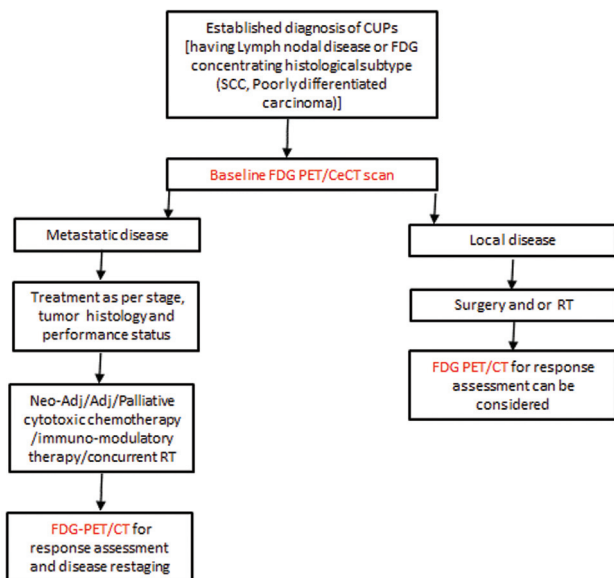 Established diagnosis of CUPs
[having Lymph nodal disease or FDG
concentrating histological subtype
(SCC, Poorly differentiated
carcinoma)]
Baseline FDG PET/CeCT scan
Metastatic disease
Treatment as per stage,
tumor histology and
performance status
Neo-Adj/Adj/Palliative
cytotoxic chemotherapy
/immuno-modulatory
therapy/concurrent RT
FDG-PET/CT for
response assessment
and disease restaging
Local disease
Surgery and or RT
FDG PET/CT for response
assessment can be
considered